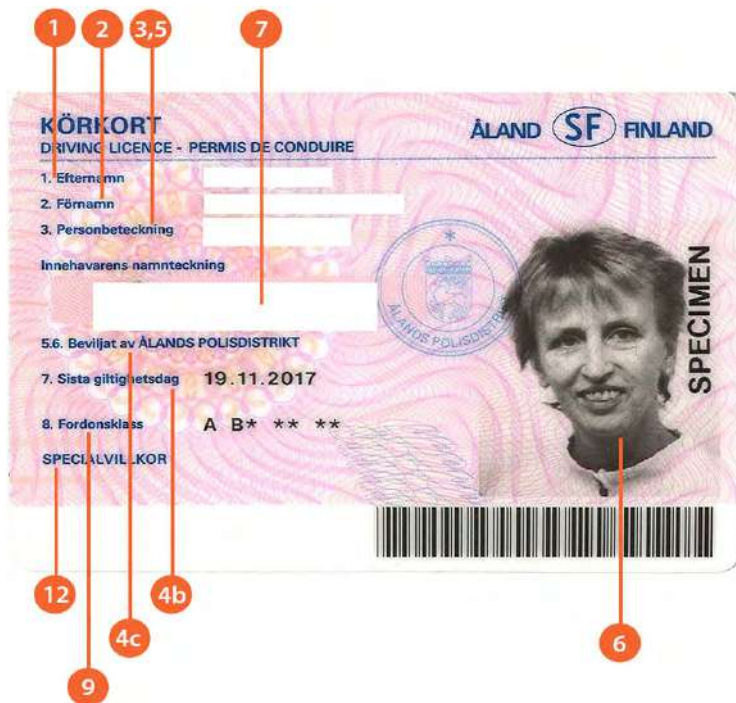 1 2 3,5 7
KÖRKORT
DRIVING LICENCE - PERMIS DE CONDUIRE
ÅLAND SF FINLAND
1. Efternamn
2. Förnamn
3. Personbeteckning
Innehavarens namnteckning
ÅLANDS POLISDISTRIKT
SPECIMEN
5.6. Beviljat av ÅLANDS POLISDISTRIKT
7. Sista giltighetsdag 19.11.2017
8. Fordonsklass A B* ** **
SPECIALVILLKOR
12 4b
4c 6
9